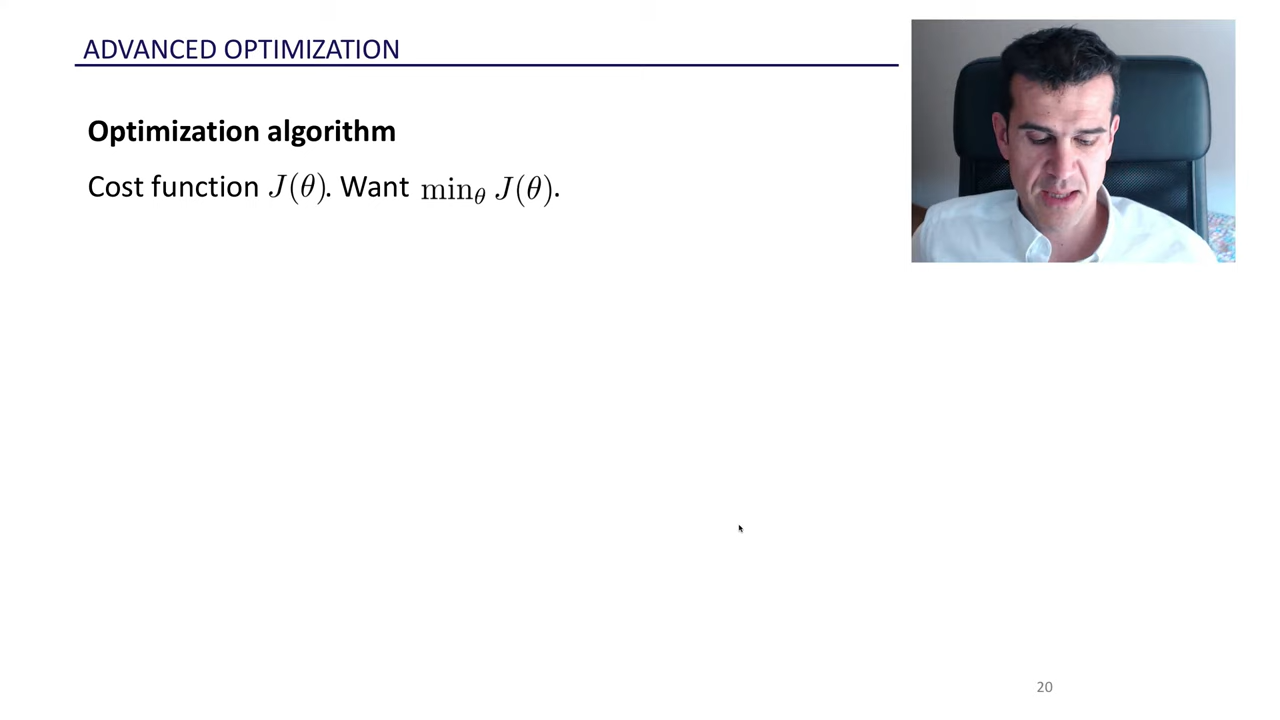 ADVANCED OPTIMIZATION
Optimization algorithm
Cost function J(θ). Want min_θ J(θ).
20